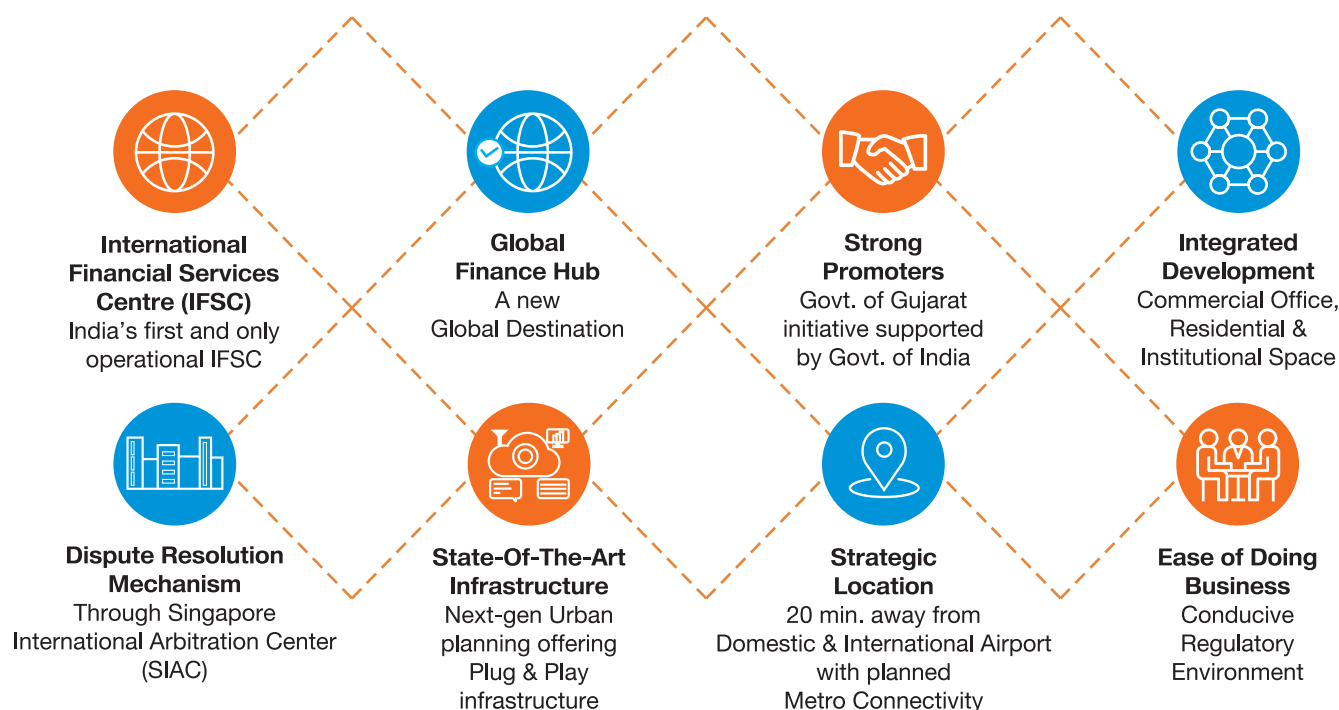 International
Financial Services
Centre (IFSC)
India's first and only
operational IFSC
Global
Finance Hub
A new
Global Destination
Strong
Promoters
Govt. of Gujarat
initiative supported
by Govt. of India
Integrated
Development
Commercial Office,
Residential &
Institutional Space
Dispute Resolution
Mechanism
Through Singapore
International Arbitration Center
(SIAC)
State-Of-The-Art
Infrastructure
Next-gen Urban
planning offering
Plug & Play
infrastructure
Strategic
Location
20 min. away from
Domestic & International Airport
with planned
Metro Connectivity
Ease of Doing
Business
Conducive
Regulatory
Environment